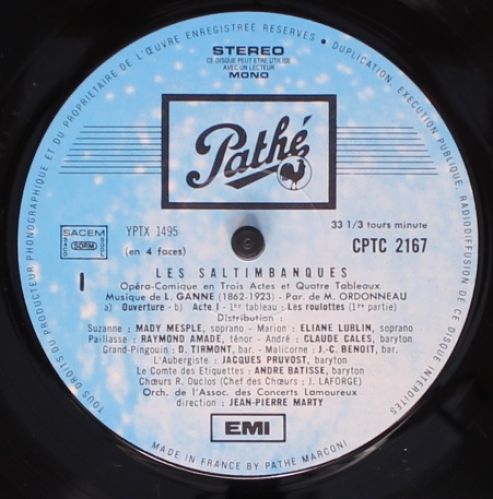 TOUS DROITS DU PRODUCTEUR PHONOGRAPHIQUE ET DU PROPRIETAIRE DE L'ŒUVRE ENREGISTREE RESERVES • DUPLICATION, EXECUTION PUBLIQUE, RADIODIFFUSION DE CE DISQUE INTERDITES
STEREO
CE DISQUE PEUT ETRE UTILISE
AVEC UN LECTEUR
MONO
Pathé
SACEM
SDRM
YPTX 1495
33 1/3 tours minute
(en 4 faces)
CPTC 2167
I
LES SALTIMBANQUES
Opéra-Comique en Trois Actes et Quatre Tableaux
Musique de L. GANNE (1862-1923) - Par. de M. ORDONNEAU
a) Ouverture - b) Acte I - 1er tableau : Les roulottes (1re partie)
Distribution :
Suzanne : MADY MESPLE, soprano - Marion : ELIANE LUBLIN, soprano
Paillasse : RAYMOND AMADE, ténor - André : CLAUDE CALES, baryton
Grand-Pingouin : D. TIRMONT, bar. - Malicorne : J.-C. BENOIT, bar.
L'Aubergiste : JACQUES PRUVOST, baryton
Le Comte des Etiquettes : ANDRE BATISSE, baryton
Chœurs R. Duclos (Chef des Chœurs : J. LAFORGE)
Orch. de l'Assoc. des Concerts Lamoureux
direction : JEAN-PIERRE MARTY
EMI
MADE IN FRANCE BY PATHE MARCONI